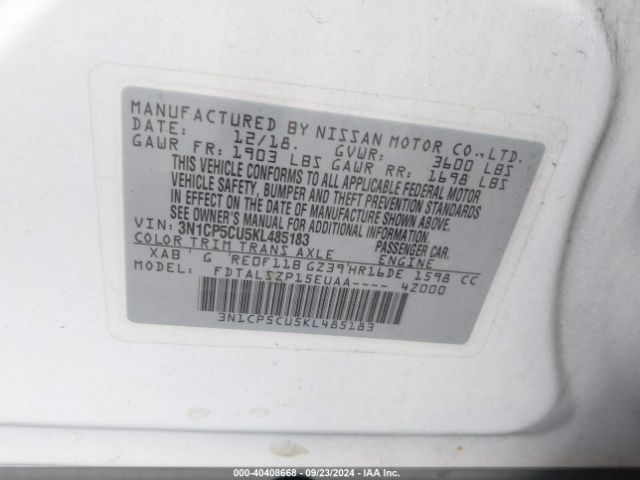 MANUFACTURED BY NISSAN MOTOR CO.,LTD.
DATE: 12/18. GVWR: 3600 LBS
GAWR FR: 1903 LBS GAWR RR: 1698 LBS
THIS VEHICLE CONFORMS TO ALL APPLICABLE FEDERAL MOTOR
VEHICLE SAFETY, BUMPER AND THEFT PREVENTION STANDARDS
IN EFFECT ON THE DATE OF MANUFACTURE SHOWN ABOVE.
SEE OWNER'S MANUAL FOR ADDITIONAL INFORMATION.
VIN: 3N1CP5CU5KL485183 PASSENGER CAR
COLOR TRIM TRANS AXLE ENGINE
XAB G RE0F11B GZ39 HR16DE 1598 CC
MODEL: FDTALSZP15EUAA---- 4Z000
3N1CP5CU5KL485183
000-40408668 - 09/23/2024 - IAA Inc.